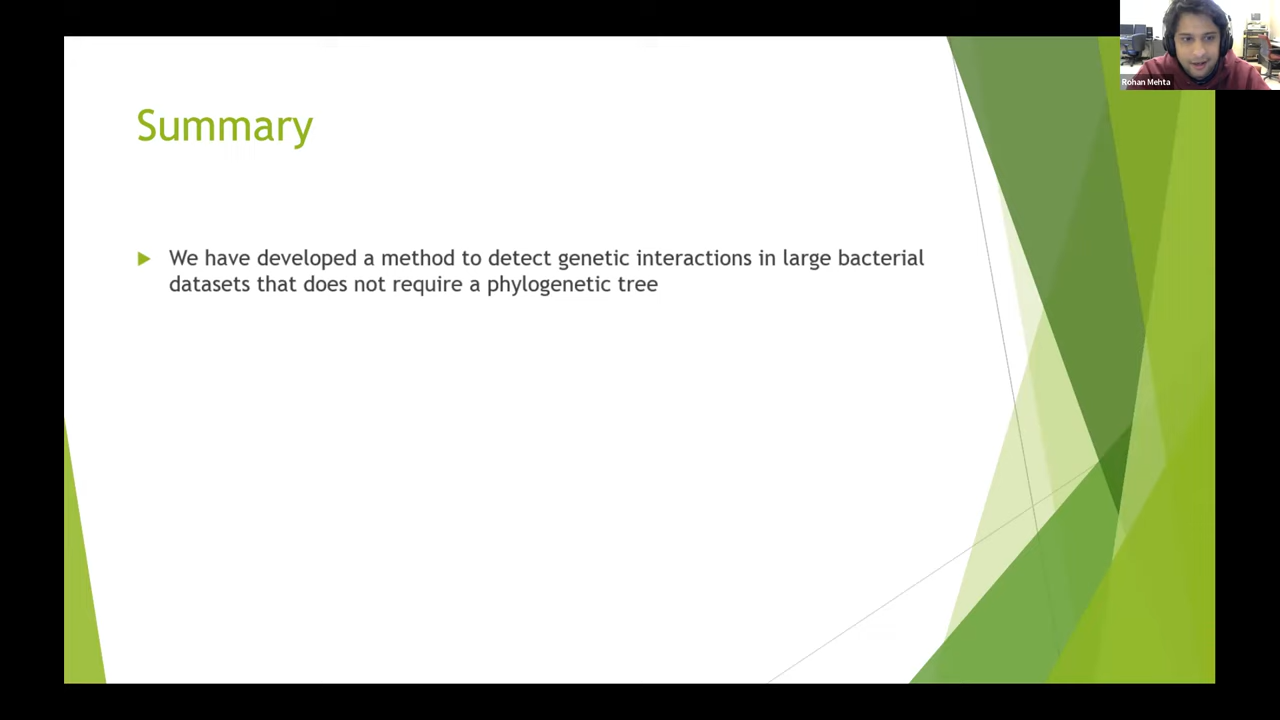 Rohan Mehta
Summary
We have developed a method to detect genetic interactions in large bacterial
datasets that does not require a phylogenetic tree